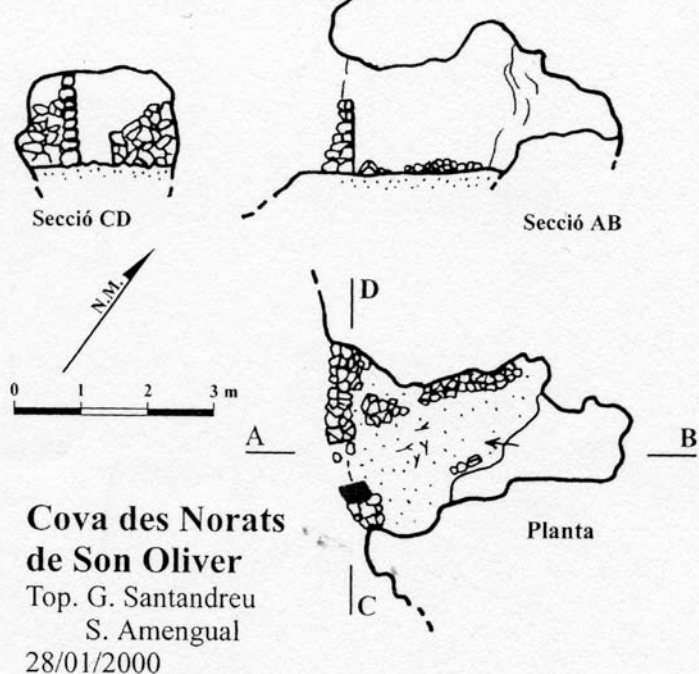 Secció CD
Secció AB
N.M.
0 1 2 3 m
D
A
B
Planta
C
Cova des Norats
de Son Oliver
Top. G. Santandreu
S. Amengual
28/01/2000